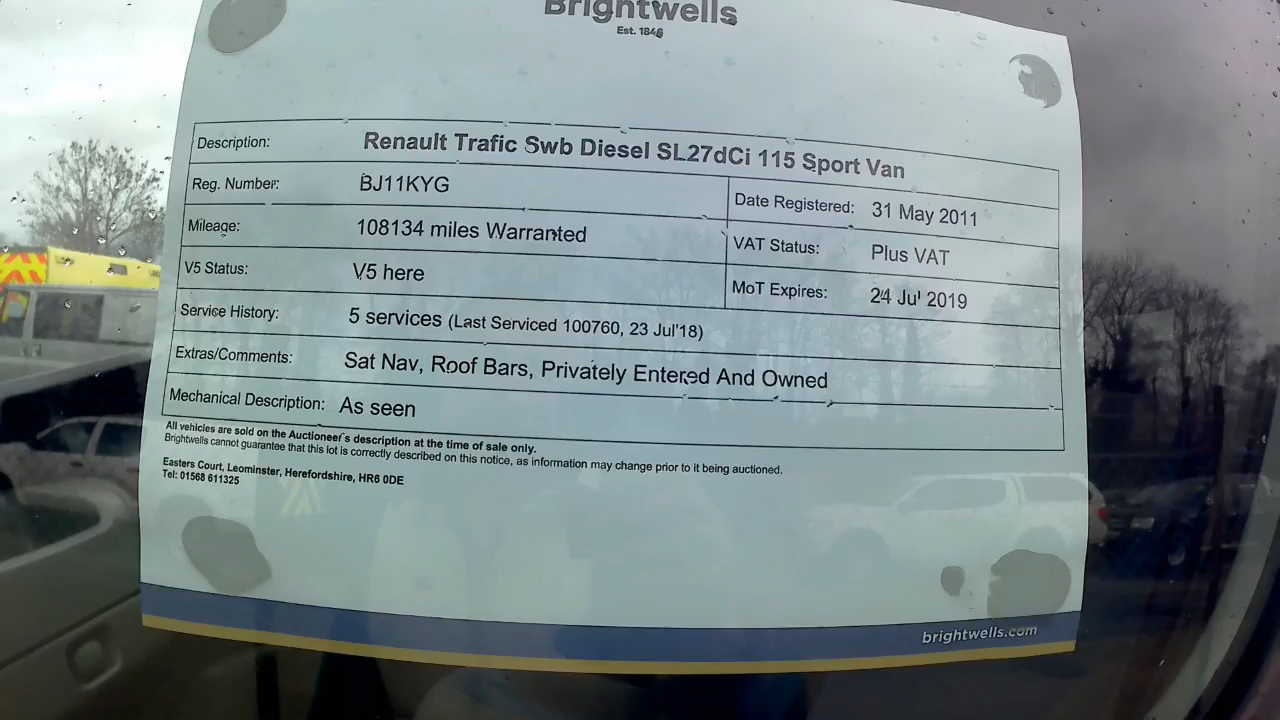 Brightwells
Est. 1846
Description: Renault Trafic Swb Diesel SL27dCi 115 Sport Van
Reg. Number: BJ11KYG Date Registered: 31 May 2011
Mileage: 108134 miles Warranted VAT Status: Plus VAT
V5 Status: V5 here MoT Expires: 24 Jul 2019
Service History: 5 services (Last Serviced 100760, 23 Jul'18)
Extras/Comments: Sat Nav, Roof Bars, Privately Entered And Owned
Mechanical Description: As seen
All vehicles are sold on the Auctioneer's description at the time of sale only.
Brightwells cannot guarantee that this lot is correctly described on this notice, as information may change prior to it being auctioned.
Easters Court, Leominster, Herefordshire, HR6 0DE
Tel: 01568 611325
brightwells.com